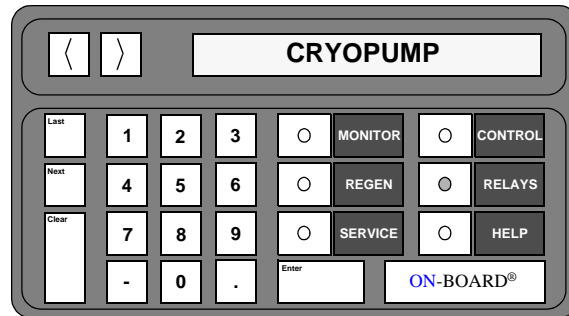 〈 〉 CRYOPUMP
Last 1 2 3 MONITOR CONTROL
Next 4 5 6 REGEN RELAYS
Clear 7 8 9 SERVICE HELP
- 0 . Enter ON-BOARD®